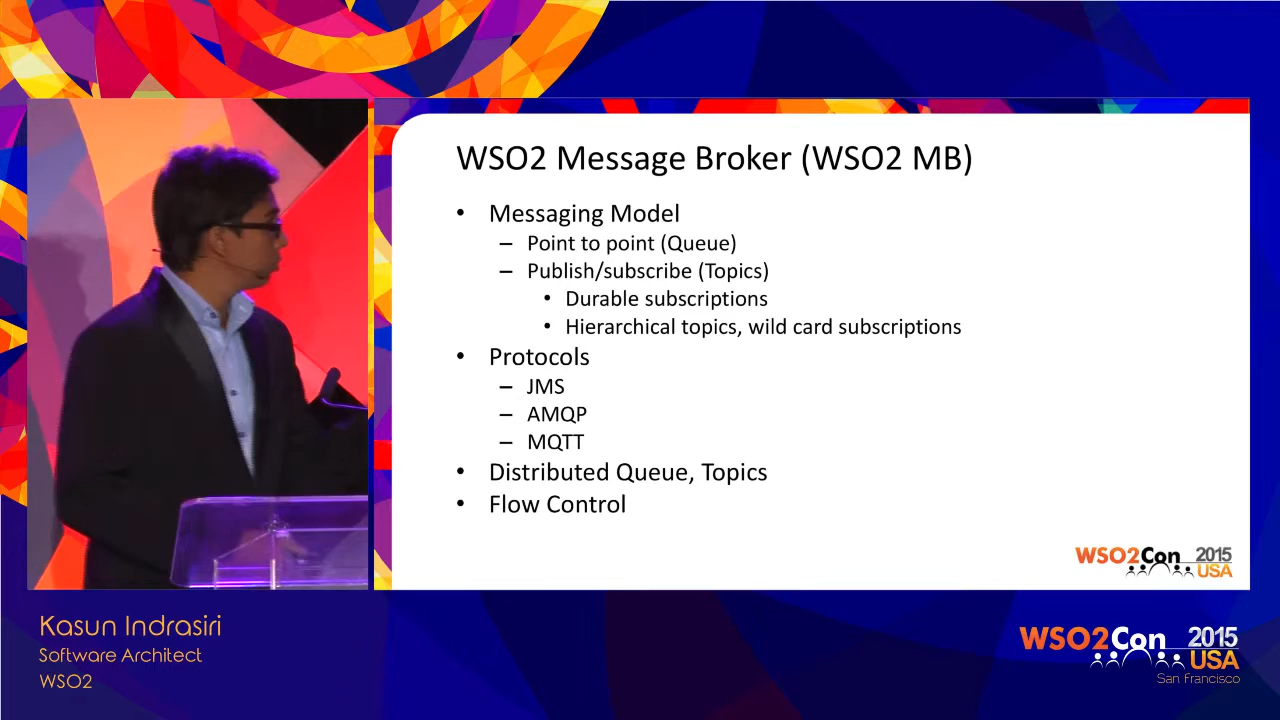 WSO2 Message Broker (WSO2 MB)
• Messaging Model
– Point to point (Queue)
– Publish/subscribe (Topics)
• Durable subscriptions
• Hierarchical topics, wild card subscriptions
• Protocols
– JMS
– AMQP
– MQTT
• Distributed Queue, Topics
• Flow Control
WSO2Con 2015
USA
Kasun Indrasiri
Software Architect
WSO2
WSO2Con 2015
USA
San Francisco